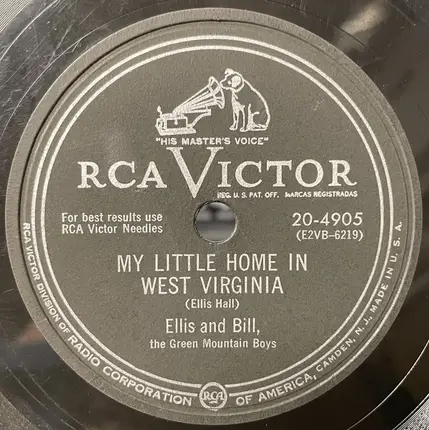 "HIS MASTER'S VOICE"
RCA VICTOR
REG. U.S. PAT. OFF. MARCAS REGISTRADAS
For best results use
RCA Victor Needles
20-4905
(E2VB-6219)
MY LITTLE HOME IN
WEST VIRGINIA
(Ellis Hall)
Ellis and Bill,
the Green Mountain Boys
RCA VICTOR DIVISION OF RADIO CORPORATION OF AMERICA, CAMDEN, N. J., MADE IN U. S. A.
RCA